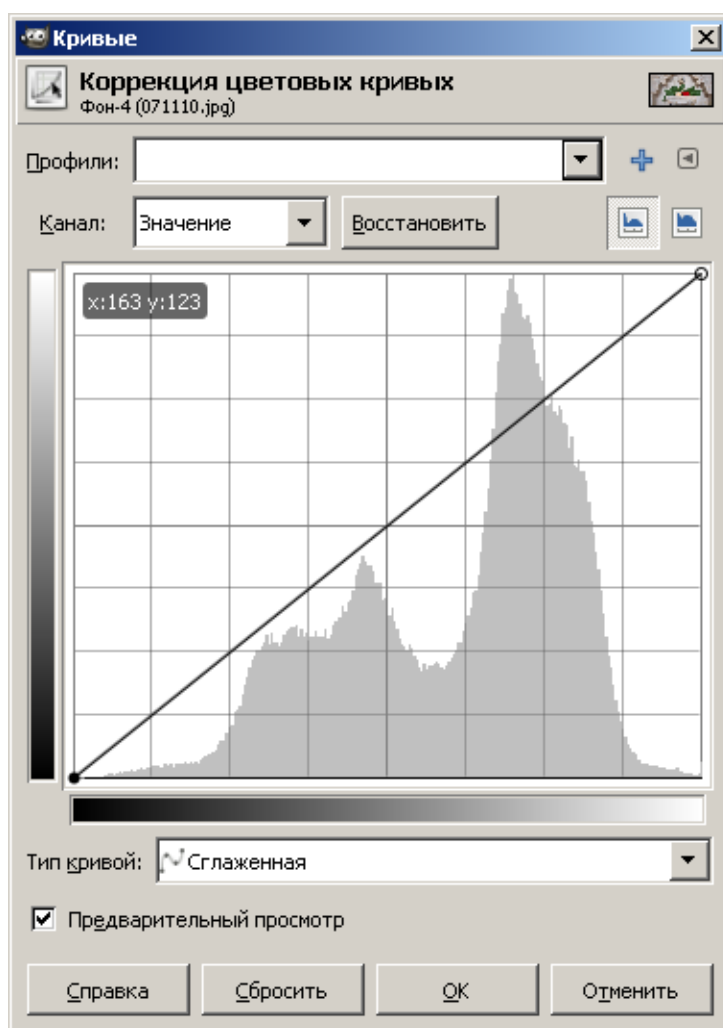 Кривые
Коррекция цветовых кривых
Фон-4 (071110.jpg)
Профили:
Канал: Значение Восстановить
x:163 y:123
Тип кривой: Сглаженная
Предварительный просмотр
Справка Сбросить OK Отменить